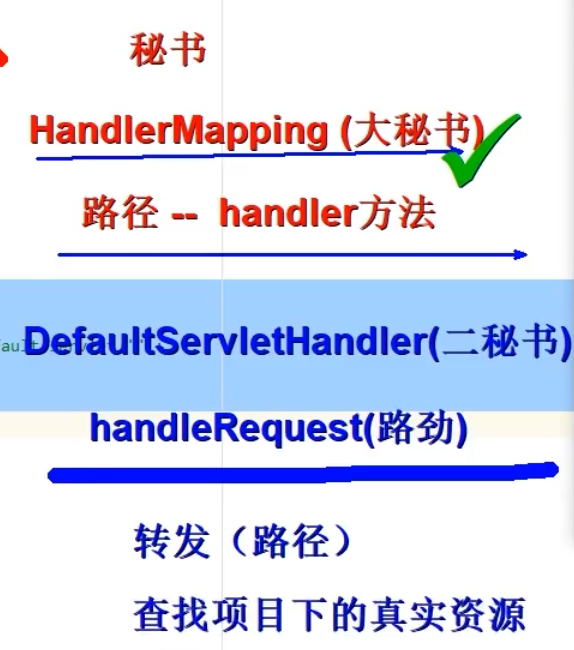 秘书
HandlerMapping (大秘书)
路径 -- handler方法
DefaultServletHandler(二秘书)
handleRequest(路劲)
转发（路径）
查找项目下的真实资源